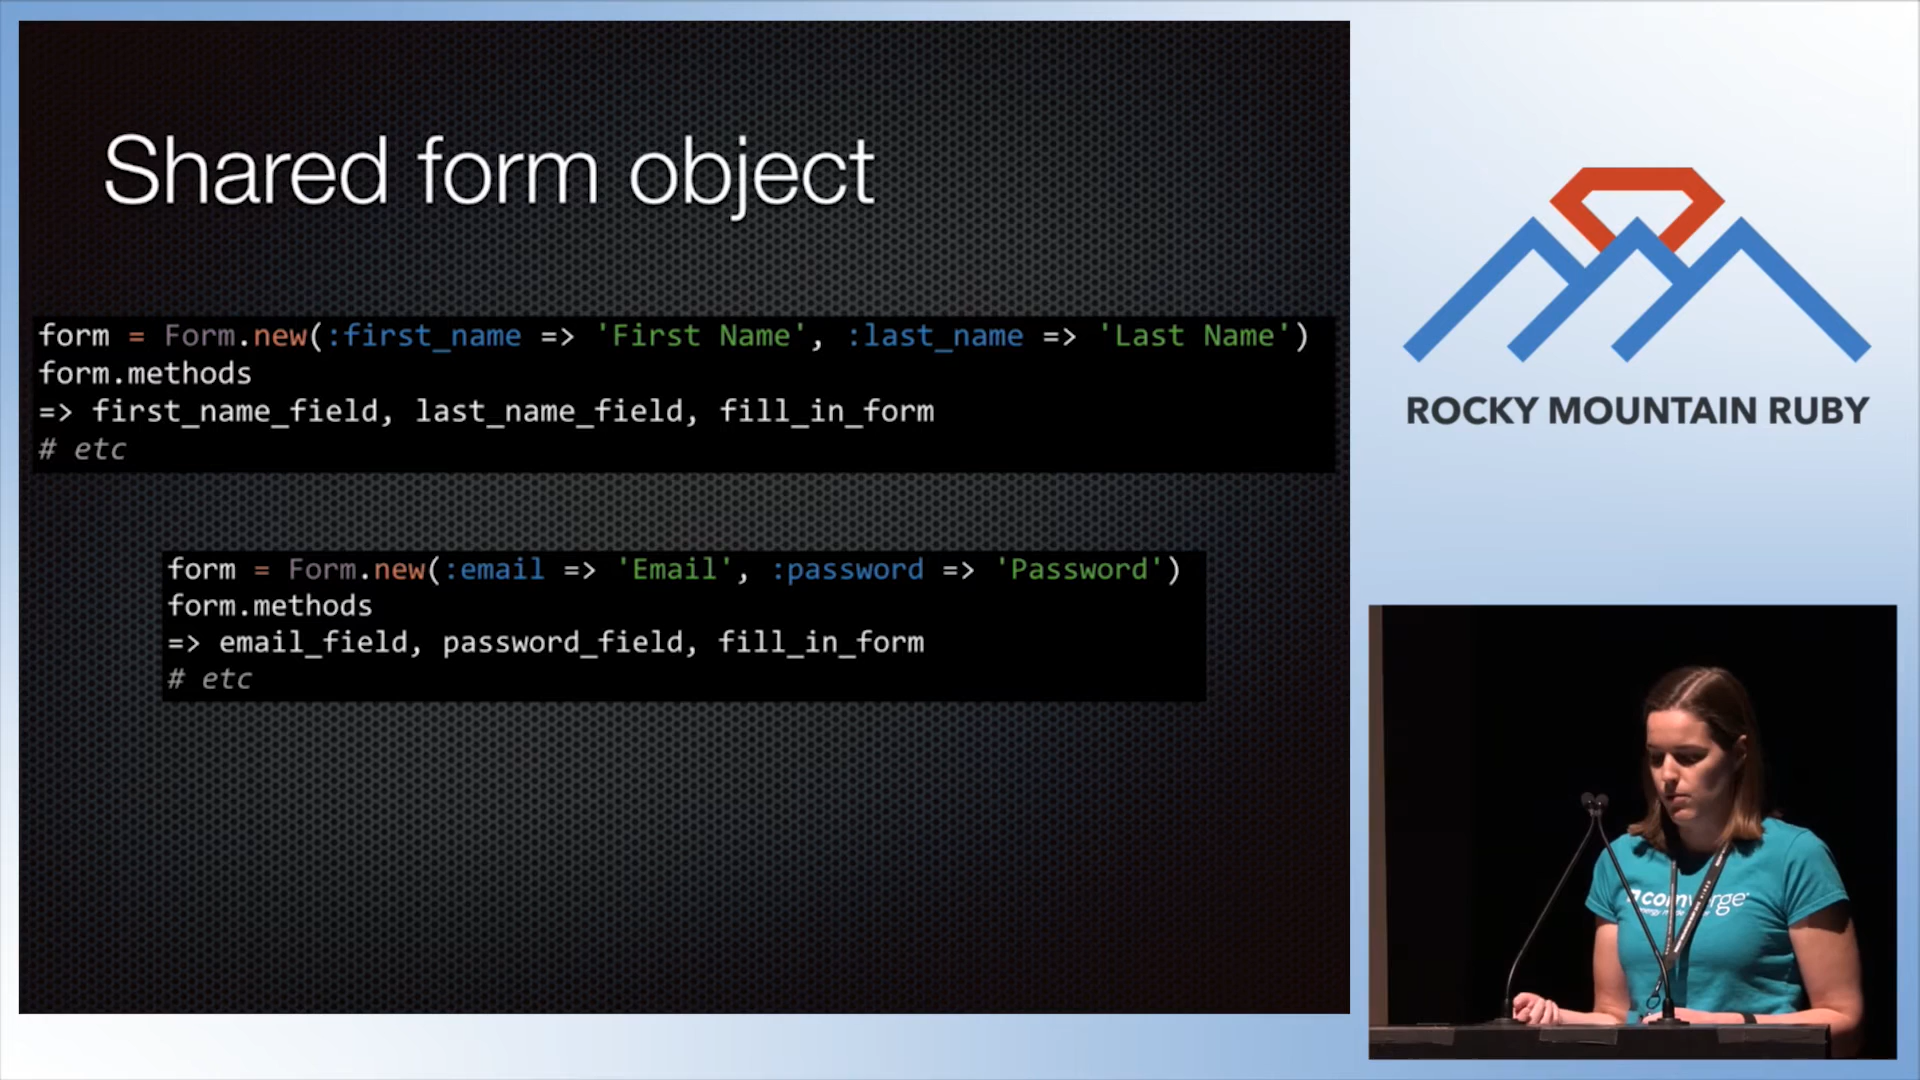 Shared form object
form = Form.new(:first_name => 'First Name', :last_name => 'Last Name')
form.methods
=> first_name_field, last_name_field, fill_in_form
# etc
form = Form.new(:email => 'Email', :password => 'Password')
form.methods
=> email_field, password_field, fill_in_form
# etc
ROCKY MOUNTAIN RUBY